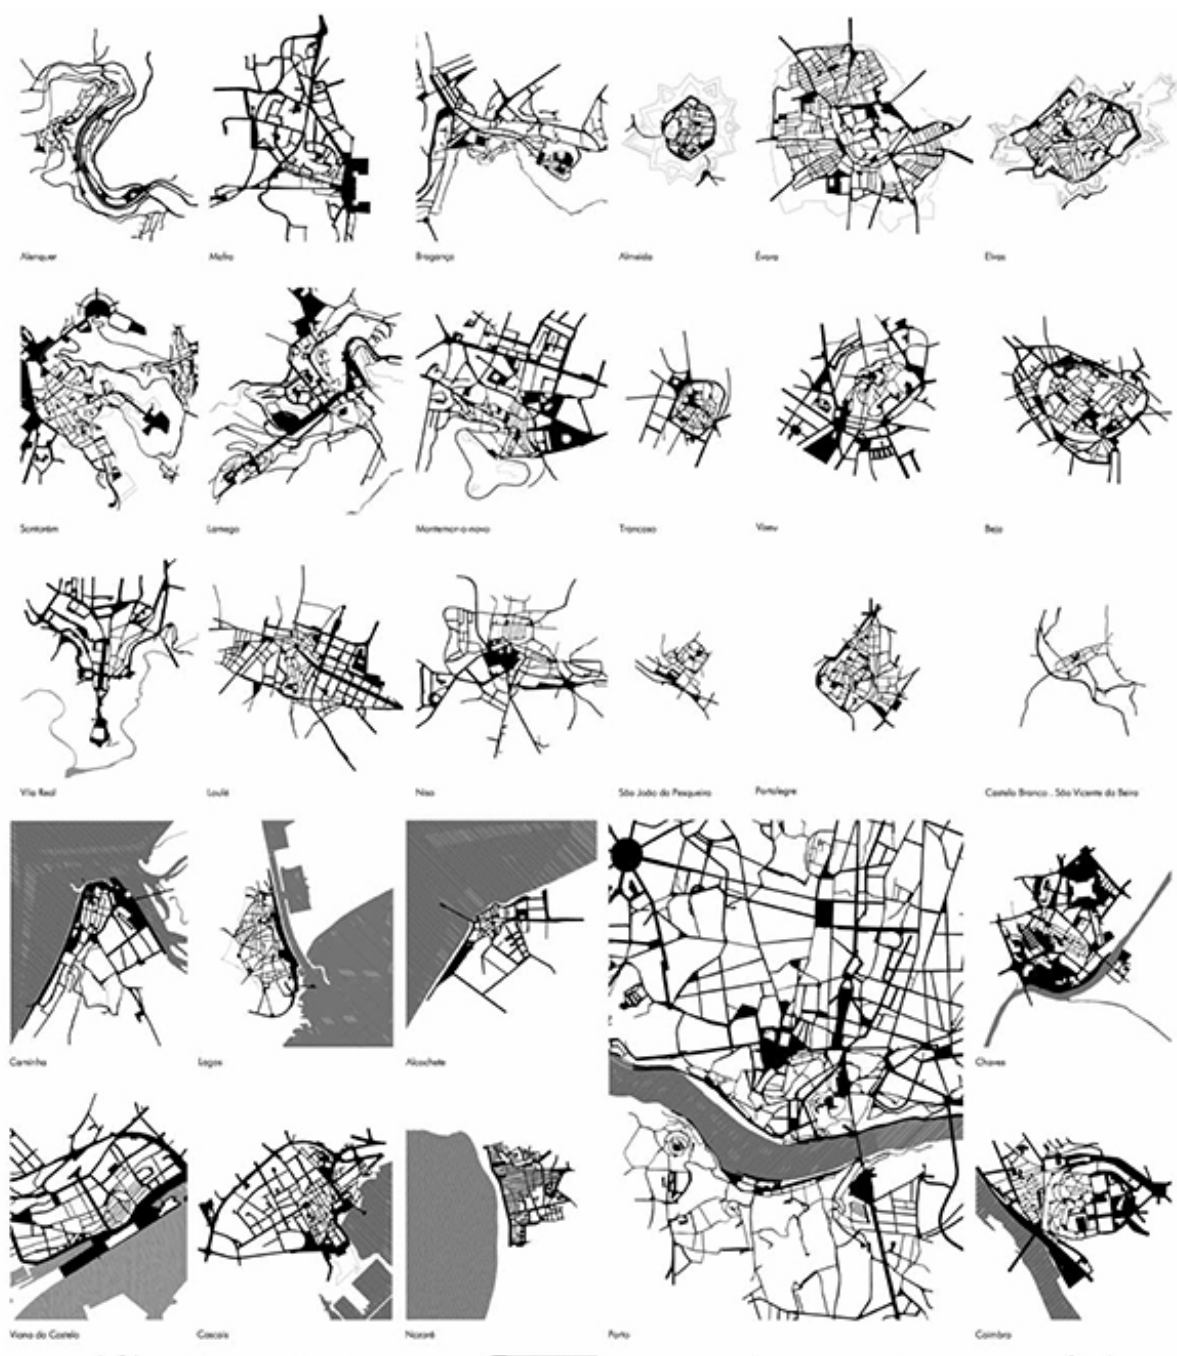 Alenquer
Mafra
Bragança
Almeida
Évora
Elvas
Santarém
Lamego
Montemor-o-novo
Trancoso
Viseu
Beja
Vila Real
Loulé
Nisa
São João da Pesqueira
Portalegre
Castelo Branco . São Vicente da Beira
Caminha
Lagos
Alcochete
Chaves
Viana do Castelo
Cascais
Nazaré
Porto
Coimbra